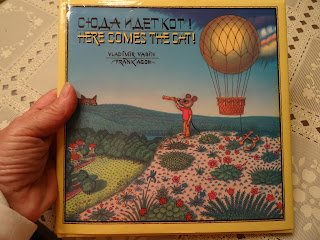 СЮДА ИДЕТ КОТ!
HERE COMES THE CAT!
VLADIMIR VAGIN
FRANK ASCH